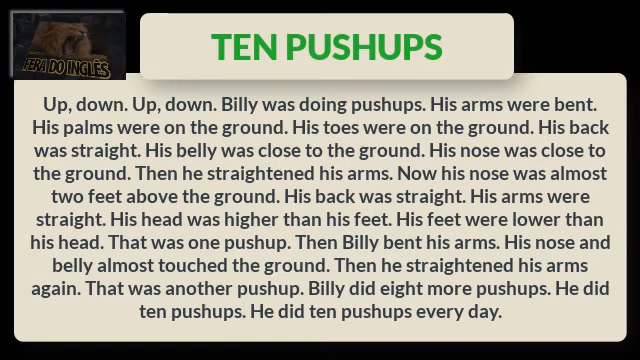 FERA DO INGLÊS
TEN PUSHUPS
Up, down. Up, down. Billy was doing pushups. His arms were bent.
His palms were on the ground. His toes were on the ground. His back
was straight. His belly was close to the ground. His nose was close to
the ground. Then he straightened his arms. Now his nose was almost
two feet above the ground. His back was straight. His arms were
straight. His head was higher than his feet. His feet were lower than
his head. That was one pushup. Then Billy bent his arms. His nose and
belly almost touched the ground. Then he straightened his arms
again. That was another pushup. Billy did eight more pushups. He did
ten pushups. He did ten pushups every day.